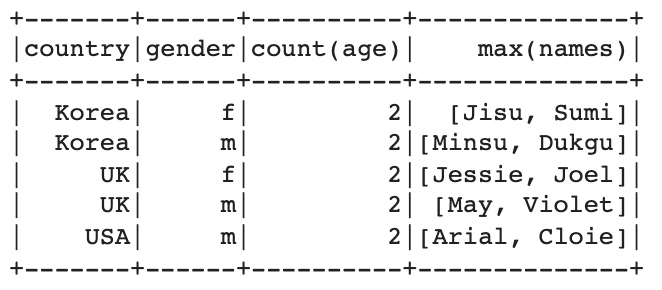 +-------+------+----------+---------------+
|country|gender|count(age)|     max(names)|
+-------+------+----------+---------------+
|  Korea|     f|         2|   [Jisu, Sumi]|
|  Korea|     m|         2|[Minsu, Dukgu]|
|     UK|     f|         2| [Jessie, Joel]|
|     UK|     m|         2|  [May, Violet]|
|    USA|     m|         2| [Arial, Cloie]|
+-------+------+----------+---------------+